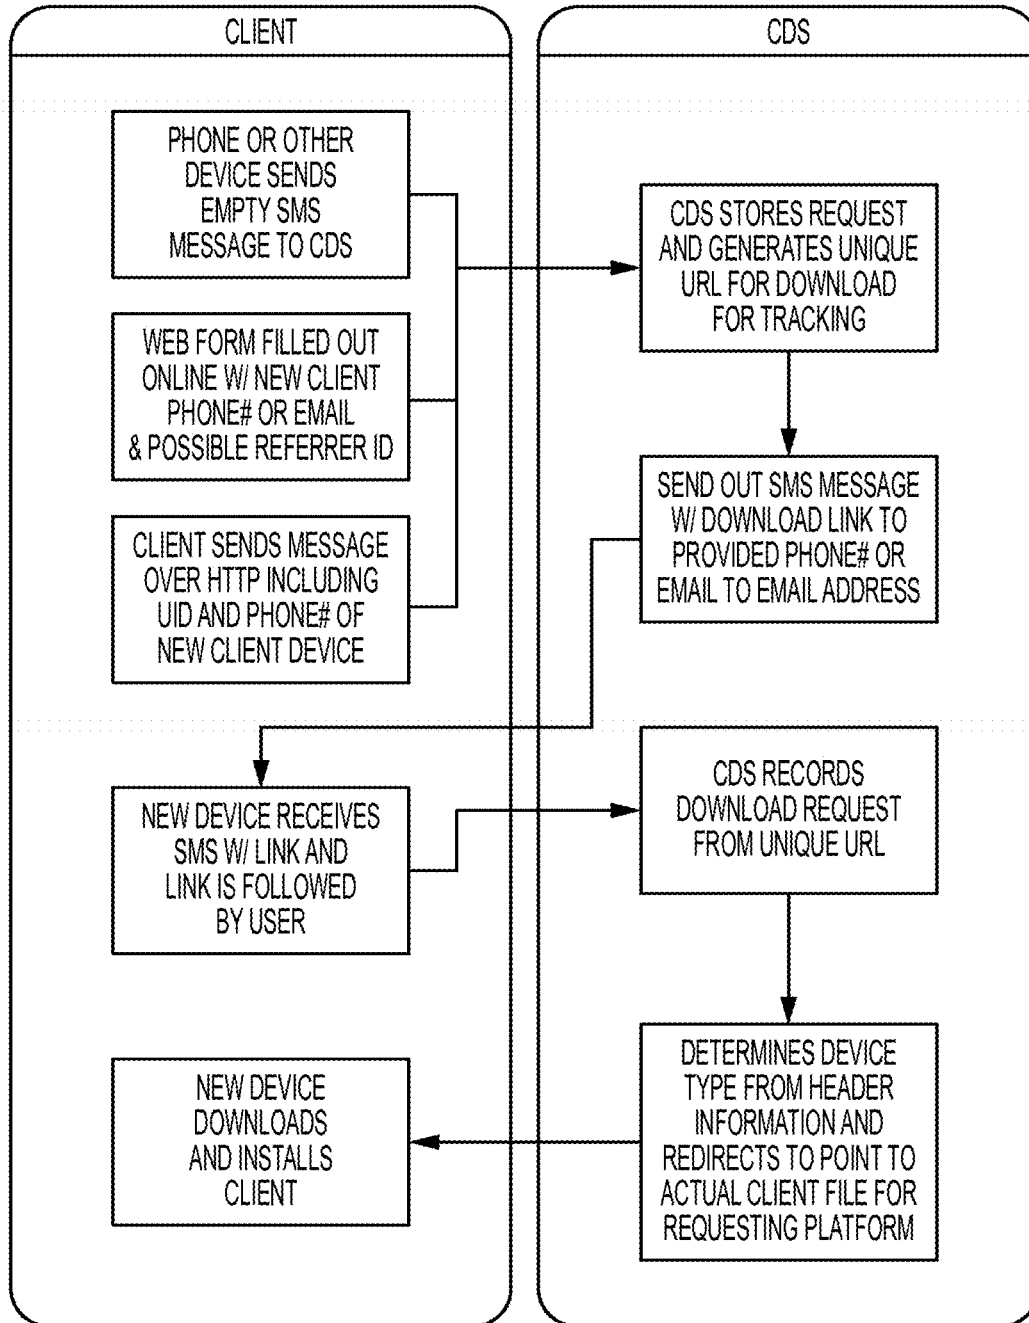 CLIENT
CDS
PHONE OR OTHER
DEVICE SENDS
EMPTY SMS
MESSAGE TO CDS
CDS STORES REQUEST
AND GENERATES UNIQUE
URL FOR DOWNLOAD
FOR TRACKING
WEB FORM FILLED OUT
ONLINE W/ NEW CLIENT
PHONE# OR EMAIL
& POSSIBLE REFERRER ID
SEND OUT SMS MESSAGE
W/ DOWNLOAD LINK TO
PROVIDED PHONE# OR
EMAIL TO EMAIL ADDRESS
CLIENT SENDS MESSAGE
OVER HTTP INCLUDING
UID AND PHONE# OF
NEW CLIENT DEVICE
NEW DEVICE RECEIVES
SMS W/ LINK AND
LINK IS FOLLOWED
BY USER
CDS RECORDS
DOWNLOAD REQUEST
FROM UNIQUE URL
DETERMINES DEVICE
TYPE FROM HEADER
INFORMATION AND
REDIRECTS TO POINT TO
ACTUAL CLIENT FILE FOR
REQUESTING PLATFORM
NEW DEVICE
DOWNLOADS
AND INSTALLS
CLIENT